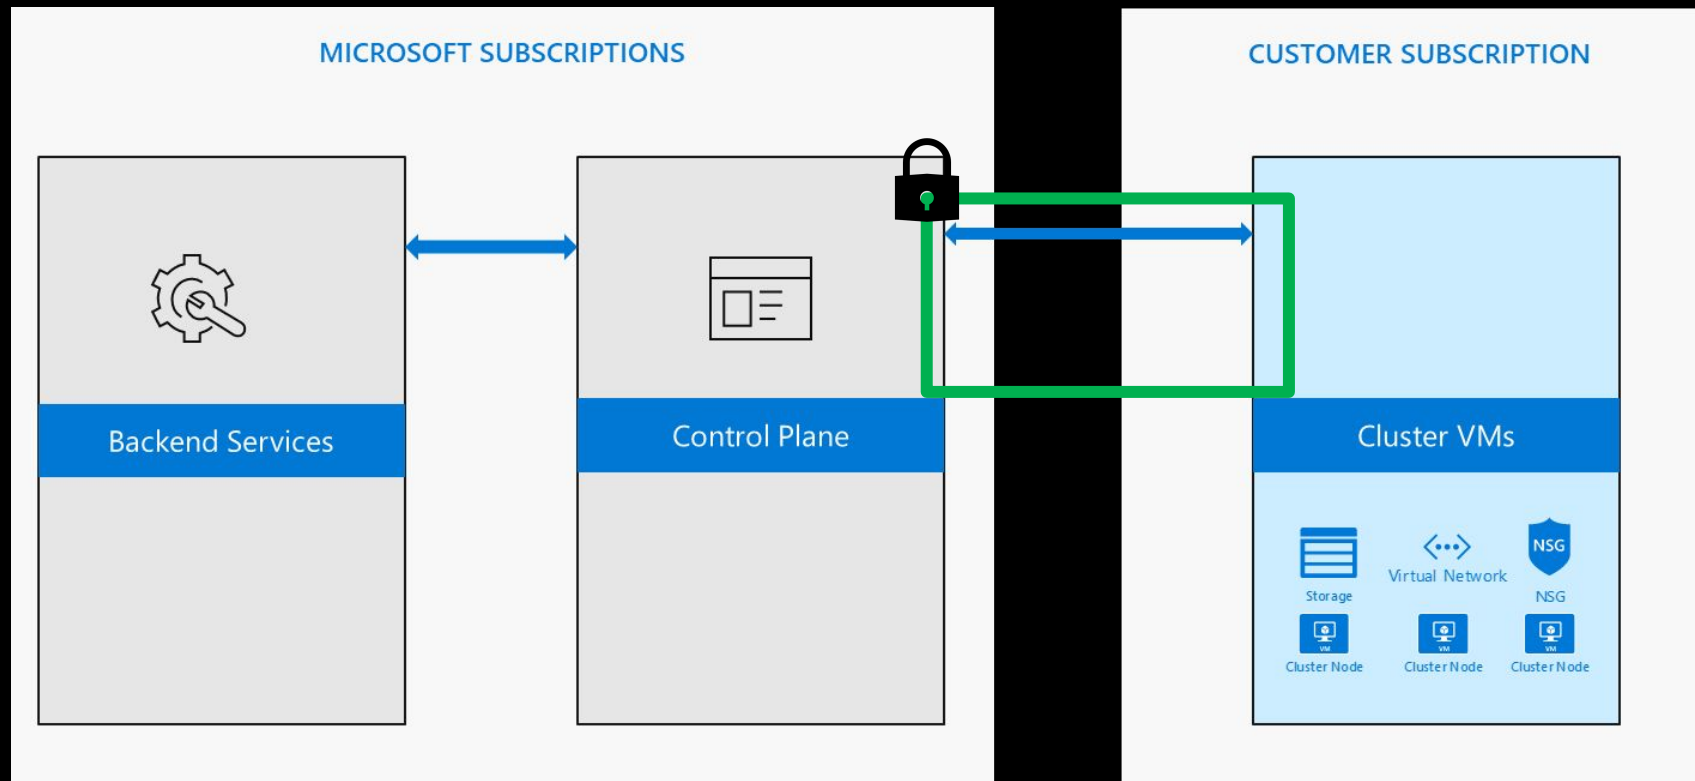 MICROSOFT SUBSCRIPTIONS
CUSTOMER SUBSCRIPTION
Backend Services
Control Plane
Cluster VMs
NSG
Storage
Virtual Network
NSG
VM
VM
VM
Cluster Node
Cluster Node
Cluster Node